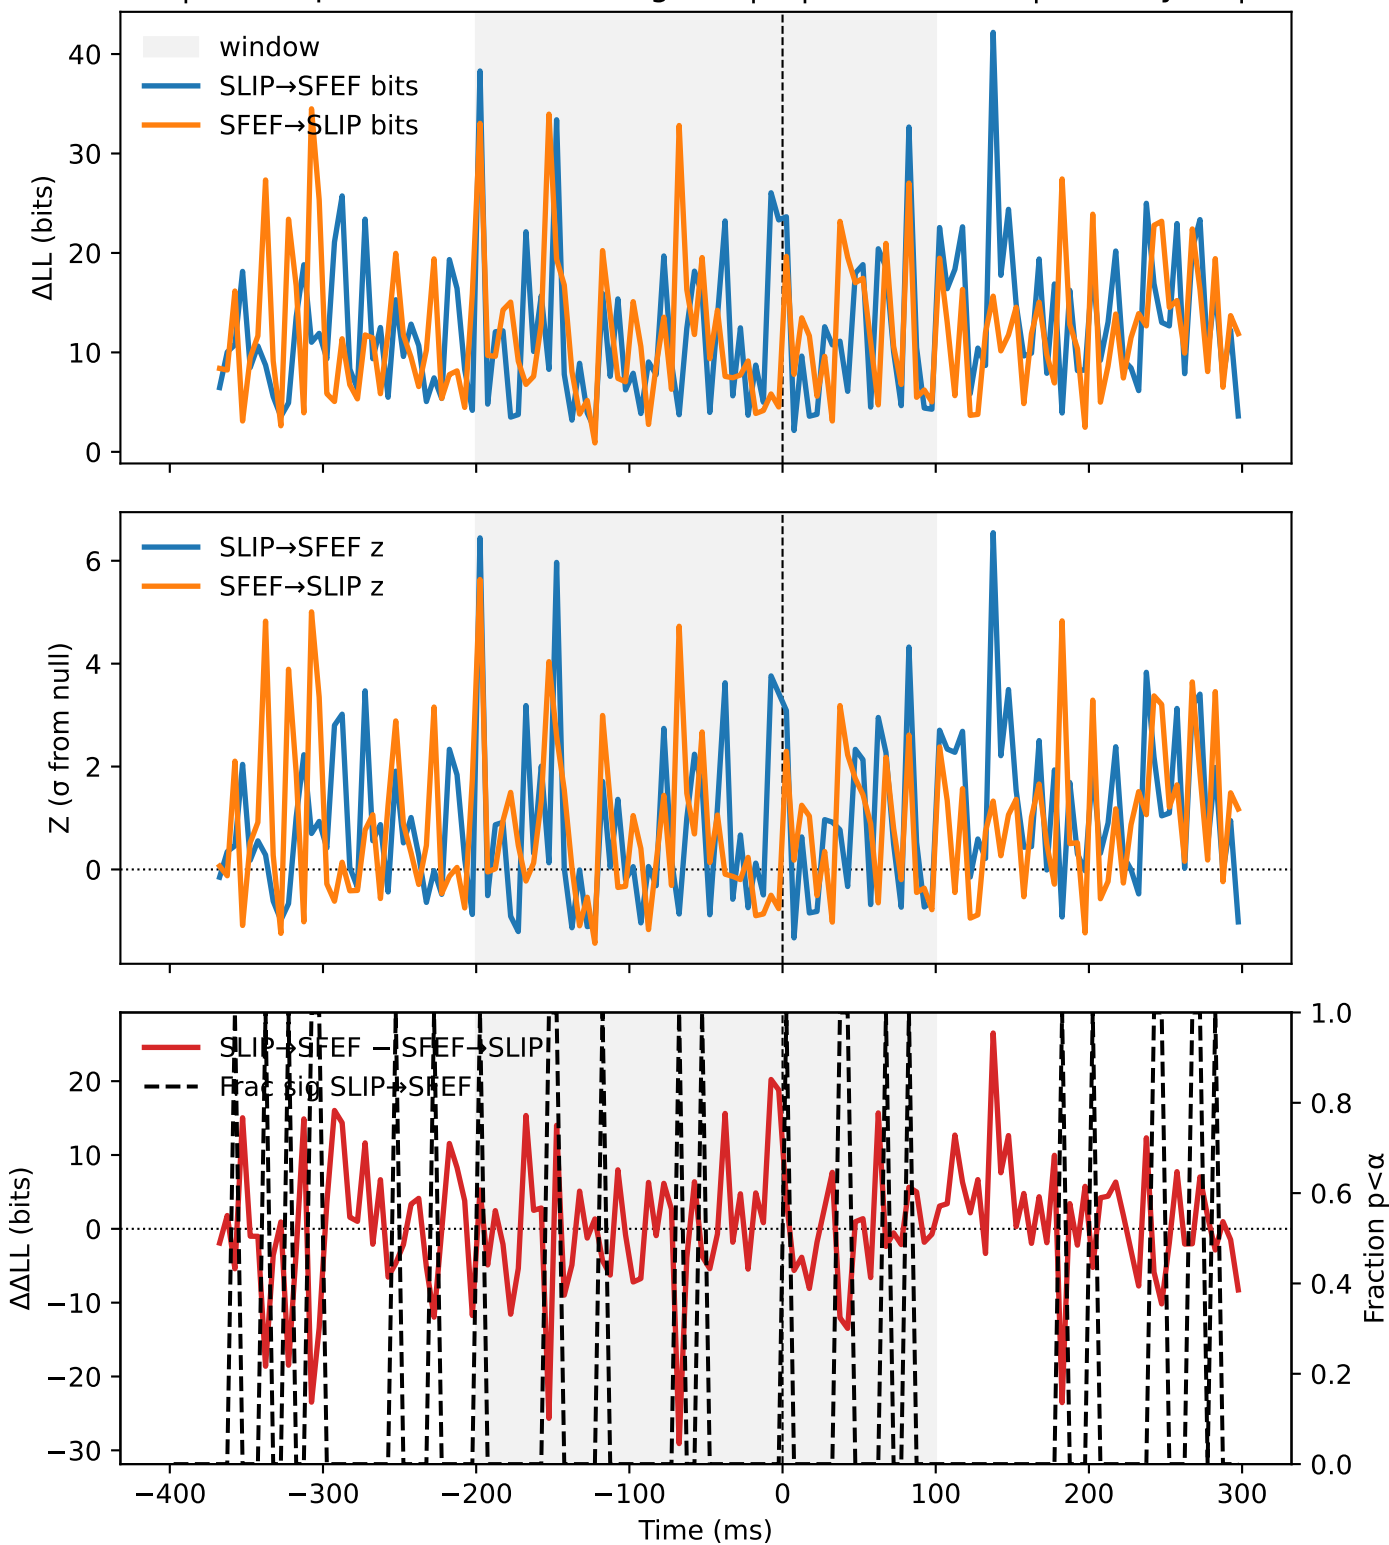 window
SLIP→SFEF bits
SFEF→SLIP bits
ΔLL (bits)
40
30
20
10
0
SLIP→SFEF z
SFEF→SLIP z
Z (σ from null)
6
4
2
0
SLIP→SFEF − SFEF→SLIP
Frac sig SLIP→SFEF
ΔΔLL (bits)
20
10
0
−10
−20
−30
1.0
0.8
0.6
0.4
0.2
0.0
Fraction p<α
−400 −300 −200 −100 0 100 200 300
Time (ms)